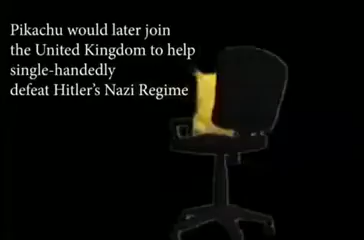 Pikachu would later join
the United Kingdom to help
single-handedly
defeat Hitler's Nazi Regime